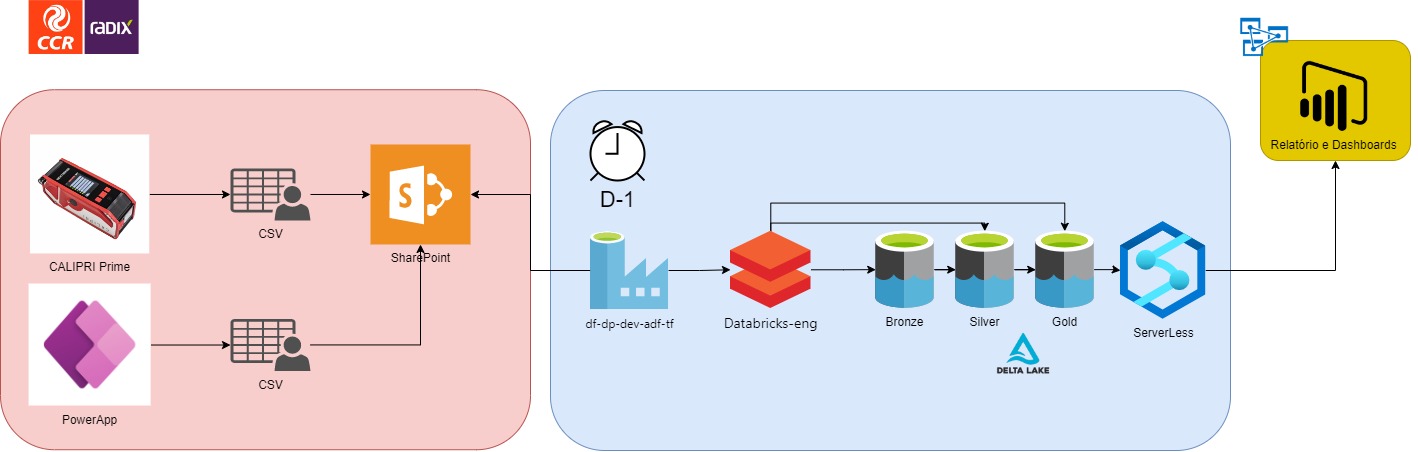 CCR
radix
CALIPRI Prime
CSV
S
SharePoint
PowerApp
CSV
D-1
df-dp-dev-adf-tf
Databricks-eng
Bronze
Silver
Gold
DELTA LAKE
ServerLess
Relatório e Dashboards